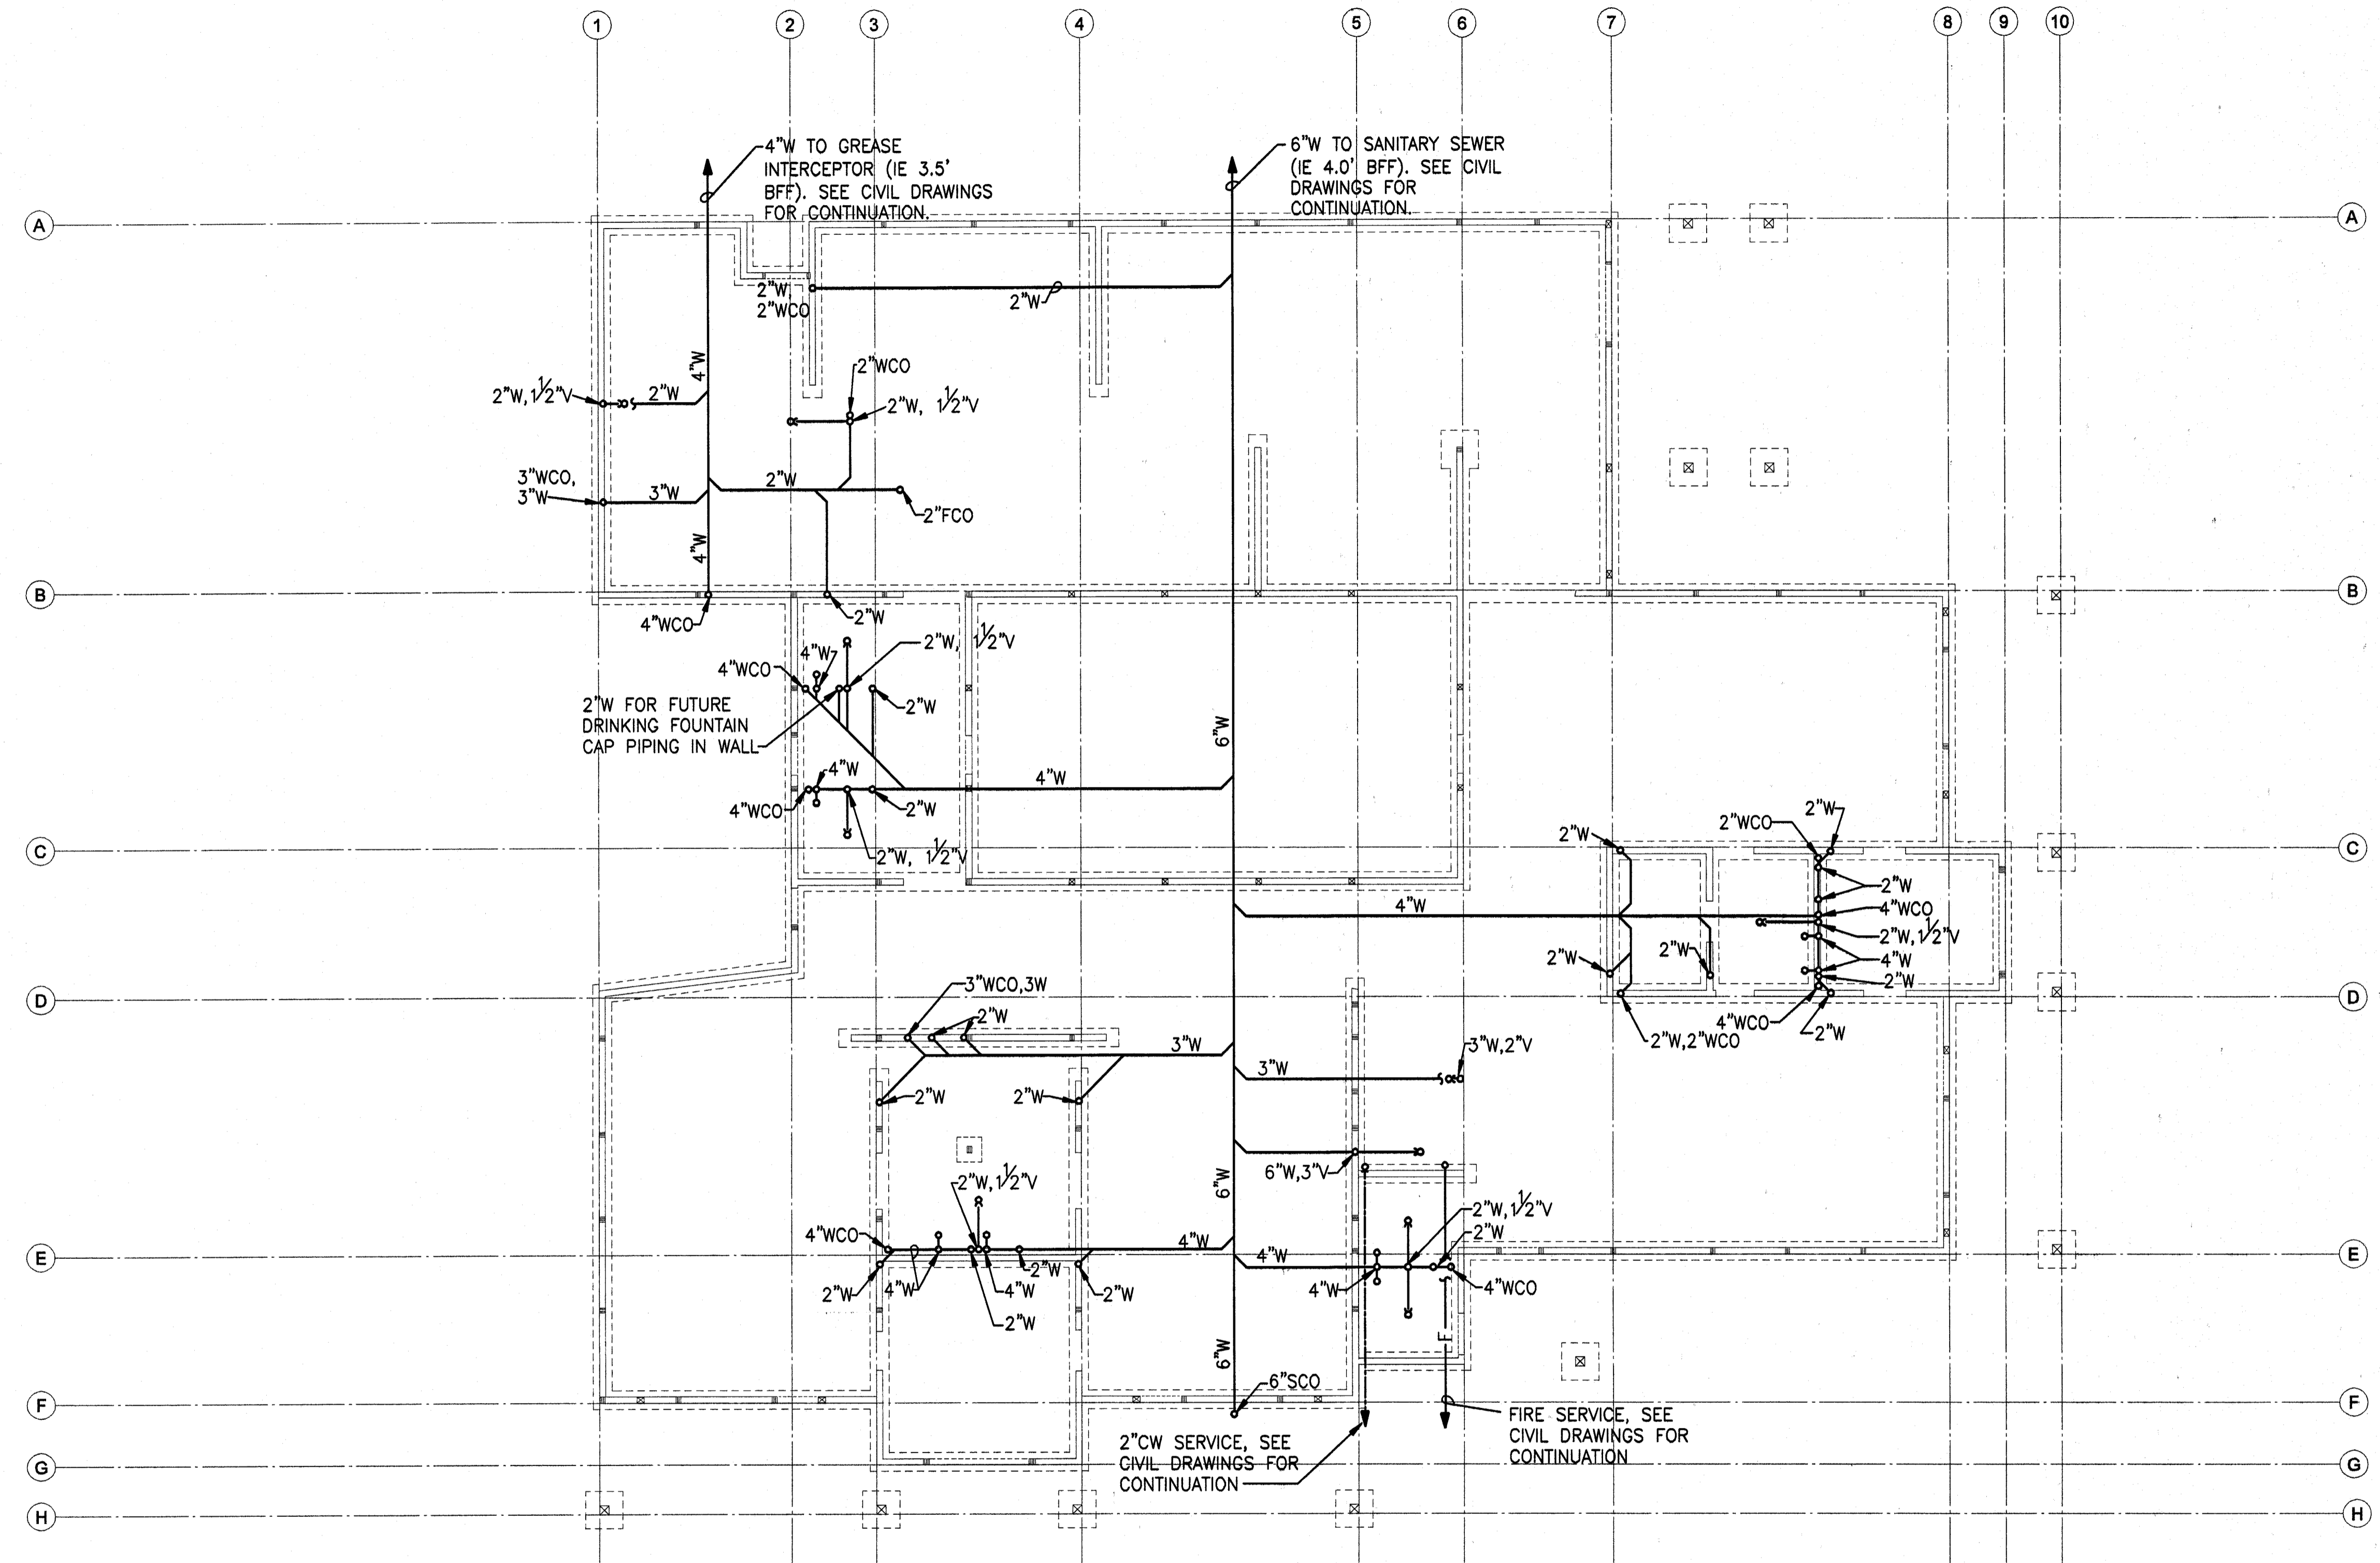 1 2 3 4 5 6 7 8 9 10
4"W TO GREASE
INTERCEPTOR (IE 3.5'
BFF). SEE CIVIL DRAWINGS
FOR CONTINUATION.
6"W TO SANITARY SEWER
(IE 4.0' BFF). SEE CIVIL
DRAWINGS FOR
CONTINUATION.
A A
2"W,
2"WCO
2"W
4"W
2"WCO
2"W, 1½"V
2"W
2"W, 1½"V
3"WCO,
3"W
3"W
2"W
2"FCO
4"W
B B
4"WCO
2"W
2"W, 1½"V
4"W
4"WCO
2"W FOR FUTURE
DRINKING FOUNTAIN
CAP PIPING IN WALL
2"W
6"W
4"W
4"W
4"WCO
2"W
2"W, 1½"V
2"W
2"WCO
2"W
C C
2"W
4"W
4"WCO
2"W, 1½"V
2"W
2"W
4"W
2"W
D D
3"WCO,3W
2"W
4"WCO
2"W
2"W,2"WCO
3"W
3"W
3"W,2"V
2"W
2"W
6"W,3"V
2"W,1½"V
6"W
2"W,1½"V
2"W
4"WCO
4"W
4"W
E E
2"W
4"W
4"W
2"W
2"W
2"W
4"W
4"WCO
F
6"W
6"SCO
F F
FIRE SERVICE, SEE
CIVIL DRAWINGS FOR
CONTINUATION
2"CW SERVICE, SEE
CIVIL DRAWINGS FOR
CONTINUATION
G G
H H